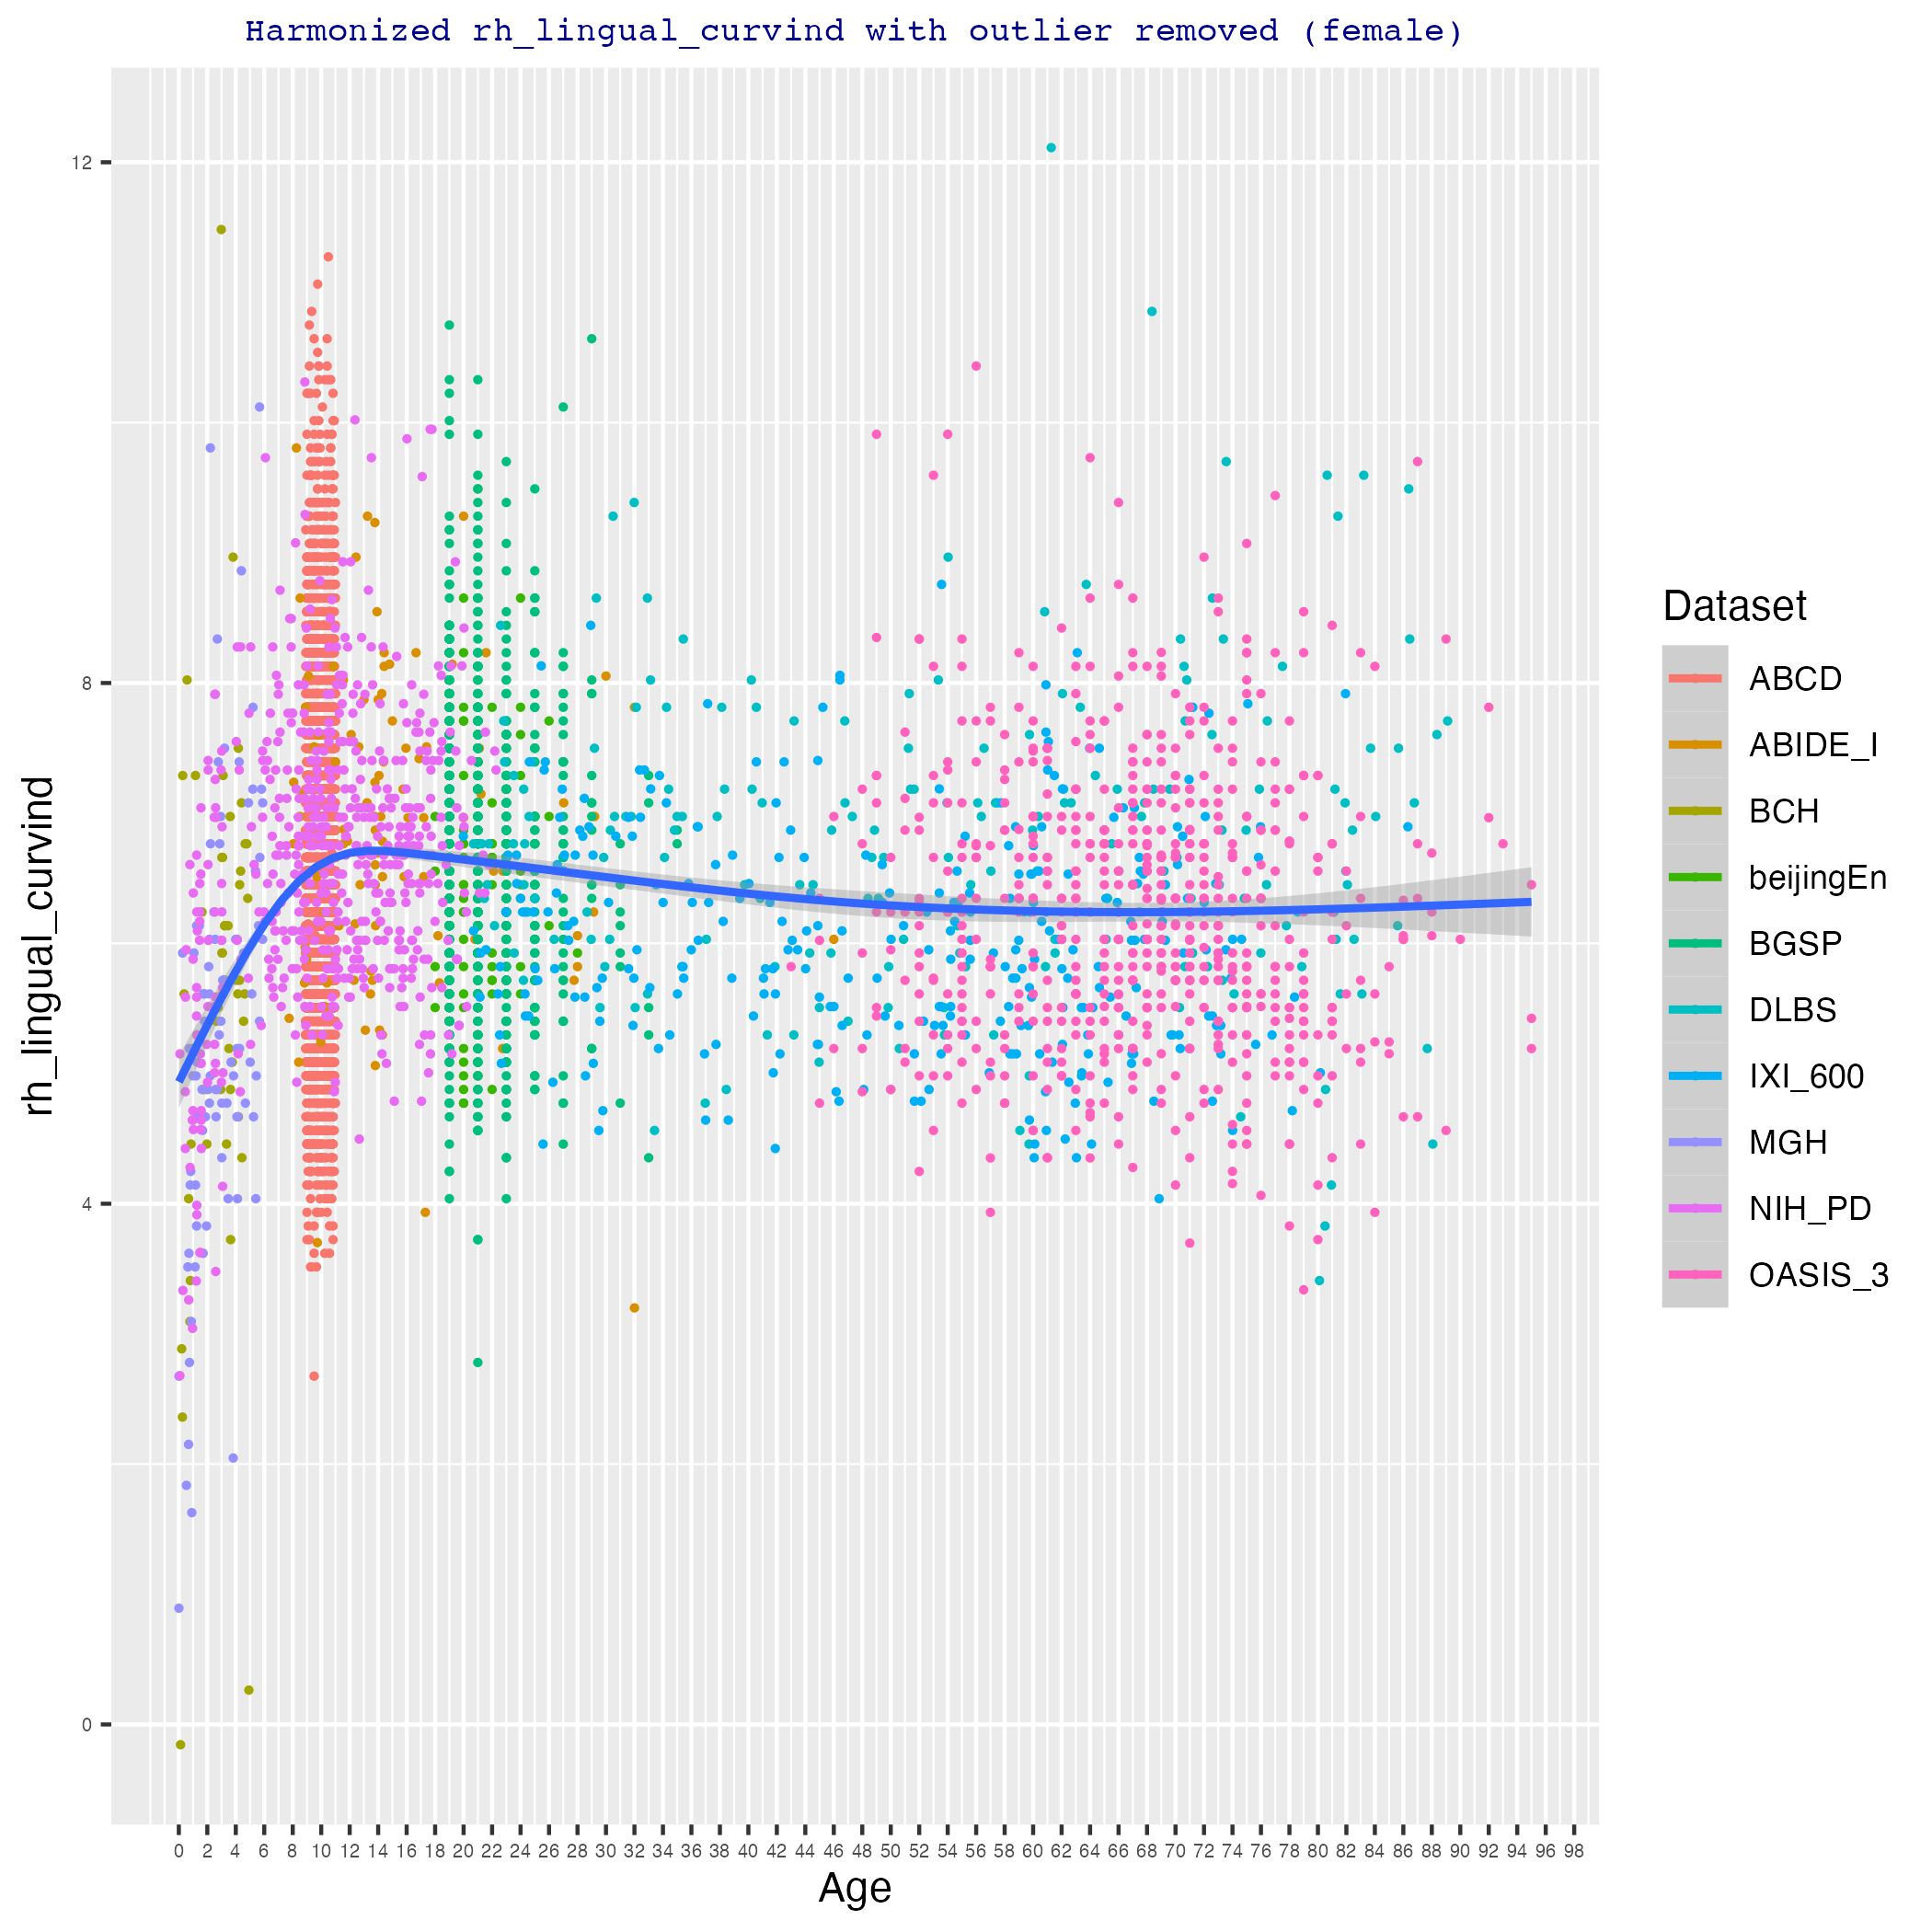 Harmonized rh_lingual_curvind with outlier removed (female)
12
8
4
0
rh_lingual_curvind
0 2 4 6 8 10 12 14 16 18 20 22 24 26 28 30 32 34 36 38 40 42 44 46 48 50 52 54 56 58 60 62 64 66 68 70 72 74 76 78 80 82 84 86 88 90 92 94 96 98
Age
Dataset
ABCD
ABIDE_I
BCH
beijingEn
BGSP
DLBS
IXI_600
MGH
NIH_PD
OASIS_3